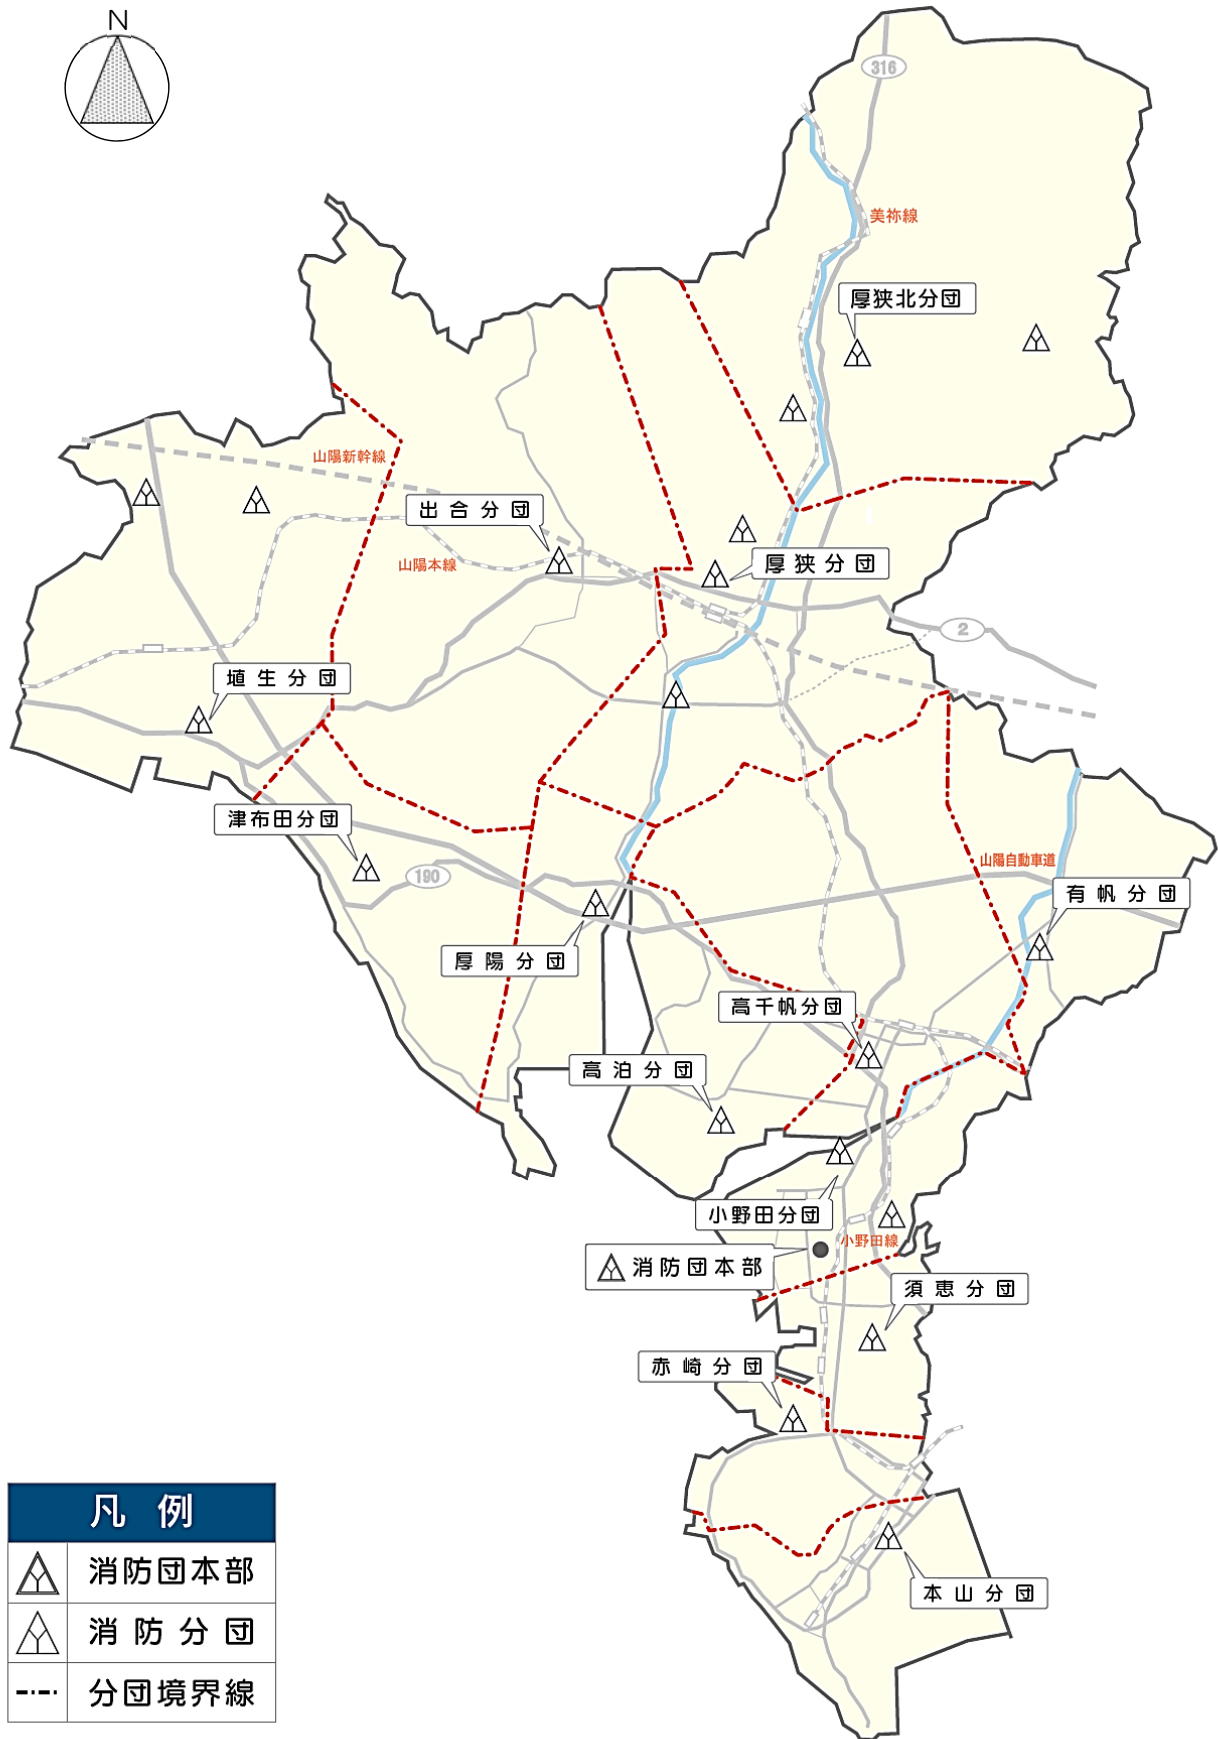 N
316
美祢線
厚狭北分団
山陽新幹線
出合分団
山陽本線
厚狭分団
2
埴生分団
津布田分団
190
山陽自動車道
有帆分団
厚陽分団
高千帆分団
高泊分団
小野田分団
小野田線
消防団本部
須恵分団
赤崎分団
本山分団
凡例
消防団本部
消防分団
分団境界線